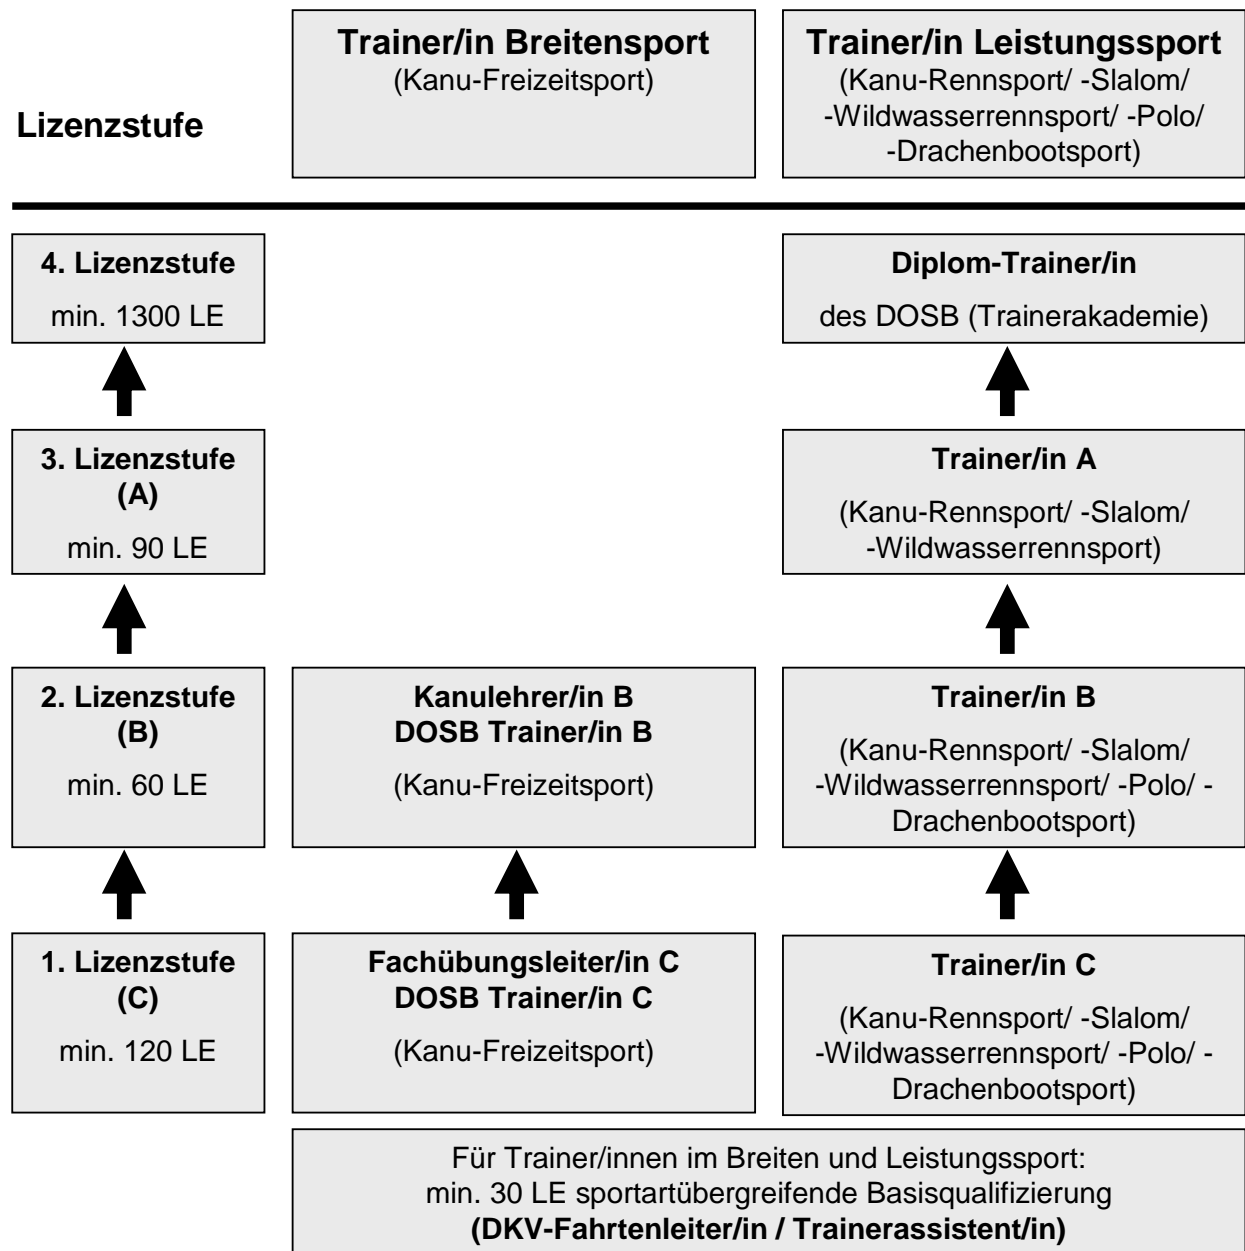 Trainer/in Breitensport
(Kanu-Freizeitsport)
Trainer/in Leistungssport
(Kanu-Rennsport/ -Slalom/
-Wildwasserrennsport/ -Polo/
-Drachenbootsport)
Lizenzstufe
4. Lizenzstufe
min. 1300 LE
Diplom-Trainer/in
des DOSB (Trainerakademie)
3. Lizenzstufe
(A)
min. 90 LE
Trainer/in A
(Kanu-Rennsport/ -Slalom/
-Wildwasserrennsport)
2. Lizenzstufe
(B)
min. 60 LE
Kanulehrer/in B
DOSB Trainer/in B
(Kanu-Freizeitsport)
Trainer/in B
(Kanu-Rennsport/ -Slalom/
-Wildwasserrennsport/ -Polo/ -
Drachenbootsport)
1. Lizenzstufe
(C)
min. 120 LE
Fachübungsleiter/in C
DOSB Trainer/in C
(Kanu-Freizeitsport)
Trainer/in C
(Kanu-Rennsport/ -Slalom/
-Wildwasserrennsport/ -Polo/ -
Drachenbootsport)
Für Trainer/innen im Breiten und Leistungssport:
min. 30 LE sportartübergreifende Basisqualifizierung
(DKV-Fahrtenleiter/in / Trainerassistent/in)